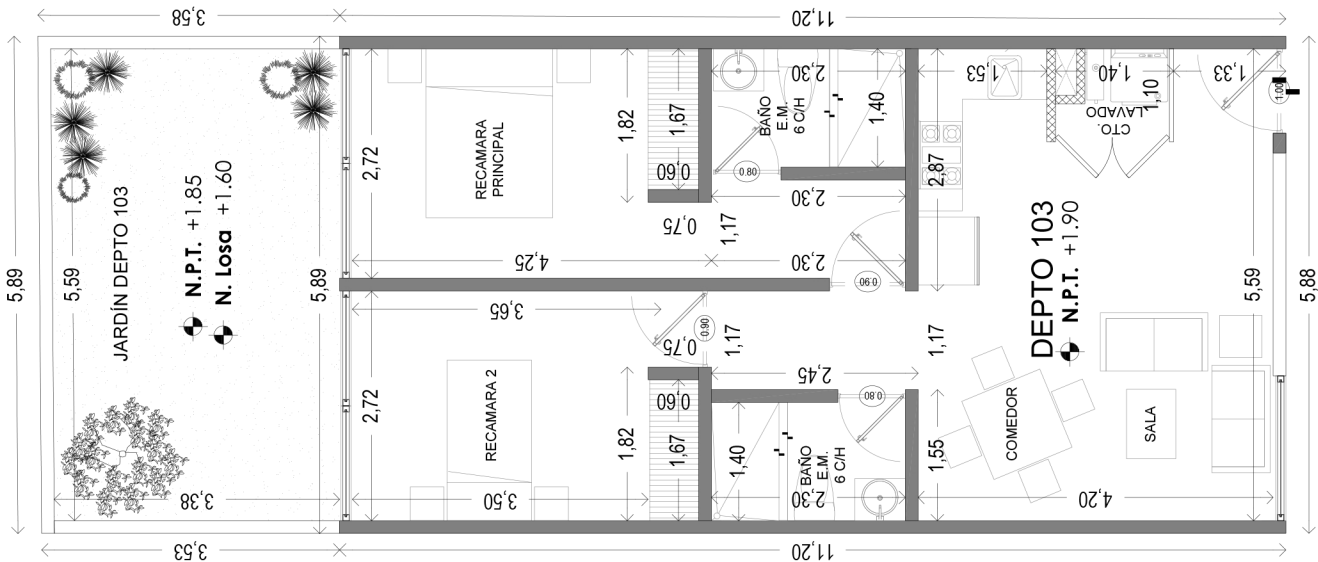 3,58
11,20
5,89
5,59
JARDÍN DEPTO 103
N.P.T. +1.85
N. Losa +1.60
5,89
3,38
3,53
2,72
RECAMARA
PRINCIPAL
1,82
1,67
0,60
0,75
1,17
4,25
2,30
BAÑO
E.M.
6 C/H
1,40
0.80
2,30
2,30
0.90
1,53
1,40
1,10
CTO.
LAVADO
1,33
1.00
2,87
DEPTO 103
N.P.T. +1.90
5,59
5,88
3,65
0.90
0,75
1,17
2,72
RECAMARA 2
1,82
1,67
0,60
3,50
2,45
1,40
BAÑO
E.M.
6 C/H
2,30
0.80
1,17
1,55
COMEDOR
SALA
4,20
11,20